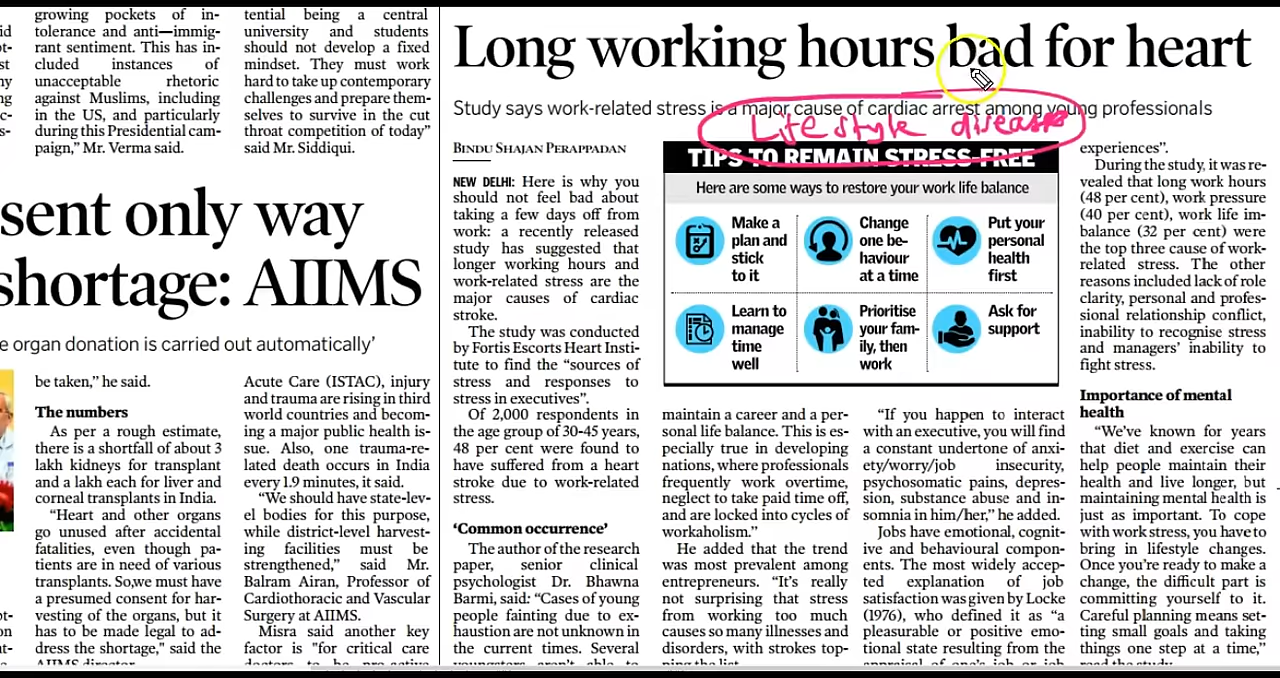 growing pockets of in-
tolerance and anti—immig-
rant sentiment. This has in-
cluded instances of
unacceptable rhetoric
against Muslims, including
in the US, and particularly
during this Presidential cam-
paign,” Mr. Verma said.
tential being a central
university and students
should not develop a fixed
mindset. They must work
hard to take up contemporary
challenges and prepare them-
selves to survive in the cut
throat competition of today”
said Mr. Siddiqui.
sent only way
shortage: AIIMS
e organ donation is carried out automatically’
be taken,” he said.
The numbers
As per a rough estimate,
there is a shortfall of about 3
lakh kidneys for transplant
and a lakh each for liver and
corneal transplants in India.
“Heart and other organs
go unused after accidental
fatalities, even though pa-
tients are in need of various
transplants. So,we must have
a presumed consent for har-
vesting of the organs, but it
has to be made legal to ad-
dress the shortage,” said the
AIIMS director.
Acute Care (ISTAC), injury
and trauma are rising in third
world countries and becom-
ing a major public health is-
sue. Also, one trauma-re-
lated death occurs in India
every 1.9 minutes, it said.
“We should have state-lev-
el bodies for this purpose,
while district-level harvest-
ing facilities must be
strengthened,” said Mr.
Balram Airan, Professor of
Cardiothoracic and Vascular
Surgery at AIIMS.
Misra said another key
factor is "for critical care
doctors to be pro-active
Long working hours bad for heart
Study says work-related stress is a major cause of cardiac arrest among young professionals
Life style disease
BINDU SHAJAN PERAPPADAN
NEW DELHI: Here is why you
should not feel bad about
taking a few days off from
work: a recently released
study has suggested that
longer working hours and
work-related stress are the
major causes of cardiac
stroke.
The study was conducted
by Fortis Escorts Heart Insti-
tute to find the “sources of
stress and responses to
stress in executives”.
Of 2,000 respondents in
the age group of 30-45 years,
48 per cent were found to
have suffered from a heart
stroke due to work-related
stress.
‘Common occurrence’
The author of the research
paper, senior clinical
psychologist Dr. Bhawna
Barmi, said: “Cases of young
people fainting due to ex-
haustion are not unknown in
the current times. Several
youngsters aren’t able to
TIPS TO REMAIN STRESS-FREE
Here are some ways to restore your work life balance
Make a
plan and
stick
to it
Change
one be-
haviour
at a time
Put your
personal
health
first
Learn to
manage
time
well
Prioritise
your fam-
ily, then
work
Ask for
support
maintain a career and a per-
sonal life balance. This is es-
pecially true in developing
nations, where professionals
frequently work overtime,
neglect to take paid time off,
and are locked into cycles of
workaholism.”
He added that the trend
was most prevalent among
entrepreneurs. “It’s really
not surprising that stress
from working too much
causes so many illnesses and
disorders, with strokes top-
ping the list.
“If you happen to interact
with an executive, you will find
a constant undertone of anxi-
ety/worry/job insecurity,
psychosomatic pains, depres-
sion, substance abuse and in-
somnia in him/her,” he added.
Jobs have emotional, cognit-
ive and behavioural compon-
ents. The most widely accep-
ted explanation of job
satisfaction was given by Locke
(1976), who defined it as “a
pleasurable or positive emo-
tional state resulting from the
appraisal of one’s job or job
experiences”.
During the study, it was re-
vealed that long work hours
(48 per cent), work pressure
(40 per cent), work life im-
balance (32 per cent) were
the top three cause of work-
related stress. The other
reasons included lack of role
clarity, personal and profes-
sional relationship conflict,
inability to recognise stress
and managers’ inability to
fight stress.
Importance of mental
health
“We’ve known for years
that diet and exercise can
help people maintain their
health and live longer, but
maintaining mental health is
just as important. To cope
with work stress, you have to
bring in lifestyle changes.
Once you’re ready to make a
change, the difficult part is
committing yourself to it.
Careful planning means set-
ting small goals and taking
things one step at a time,”
read the study.